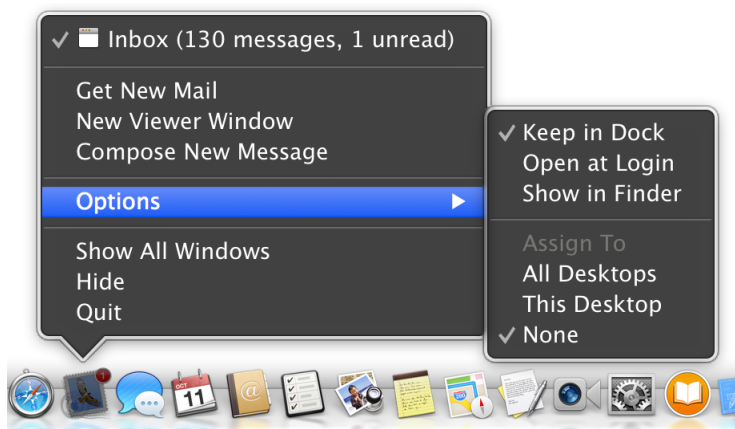 Inbox (130 messages, 1 unread)
Get New Mail
New Viewer Window
Compose New Message
Options
Show All Windows
Hide
Quit
Keep in Dock
Open at Login
Show in Finder
Assign To
All Desktops
This Desktop
None
1
OCT
11
@
280